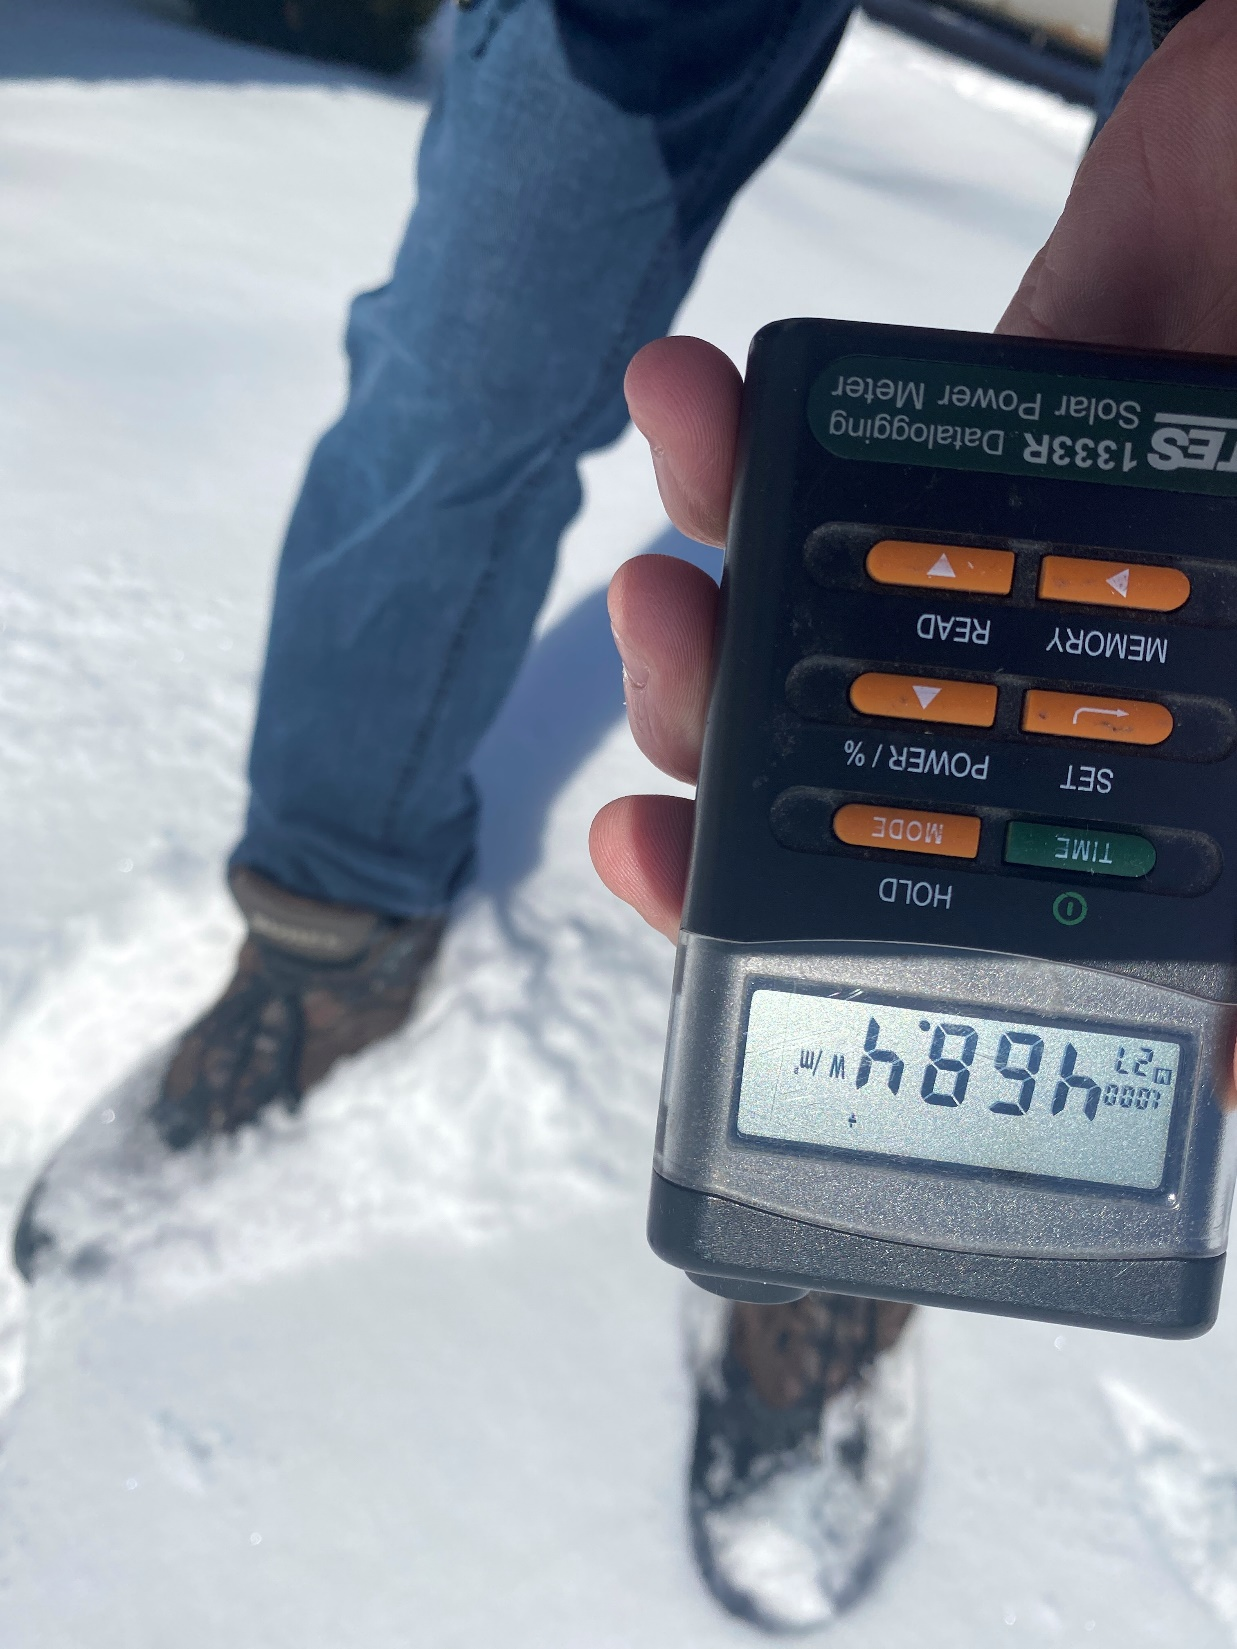 468.4 W/m²
M
HOLD
TIME MODE
SET POWER / %
MEMORY READ
TES 1333R Datalogging
Solar Power Meter